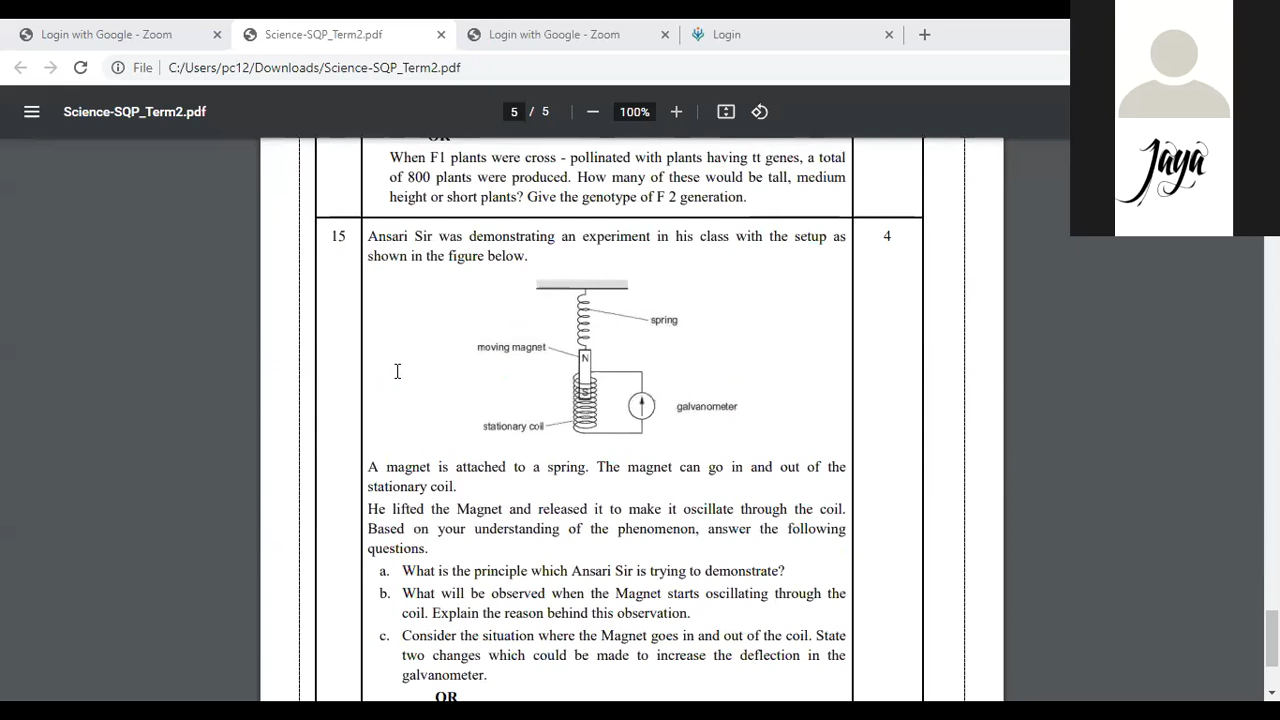 Login with Google - Zoom
Science-SQP_Term2.pdf
Login with Google - Zoom
Login
File
C:/Users/pc12/Downloads/Science-SQP_Term2.pdf
Science-SQP_Term2.pdf
5 / 5
100%
Jaya
OR
When F1 plants were cross - pollinated with plants having tt genes, a total
of 800 plants were produced. How many of these would be tall, medium
height or short plants? Give the genotype of F 2 generation.
15 Ansari Sir was demonstrating an experiment in his class with the setup as 4
shown in the figure below.
spring
moving magnet
N
S
galvanometer
stationary coil
A magnet is attached to a spring. The magnet can go in and out of the
stationary coil.
He lifted the Magnet and released it to make it oscillate through the coil.
Based on your understanding of the phenomenon, answer the following
questions.
a. What is the principle which Ansari Sir is trying to demonstrate?
b. What will be observed when the Magnet starts oscillating through the
coil. Explain the reason behind this observation.
c. Consider the situation where the Magnet goes in and out of the coil. State
two changes which could be made to increase the deflection in the
galvanometer.
OR